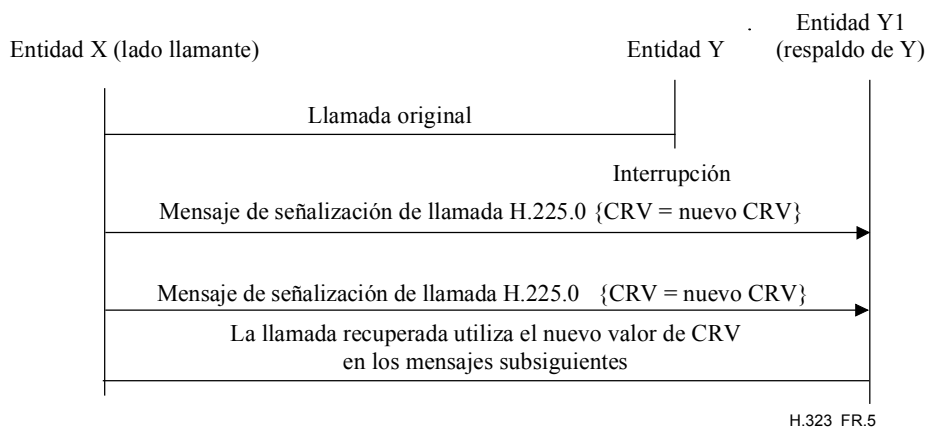 Entidad X (lado llamante)
Entidad Y
.
Entidad Y1
(respaldo de Y)
Llamada original
Interrupción
Mensaje de señalización de llamada H.225.0 {CRV = nuevo CRV}
Mensaje de señalización de llamada H.225.0 {CRV = nuevo CRV}
La llamada recuperada utiliza el nuevo valor de CRV
en los mensajes subsiguientes
H.323_FR.5